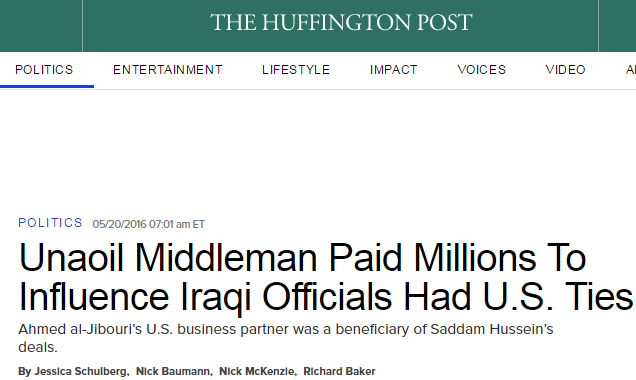 THE HUFFINGTON POST
POLITICS ENTERTAINMENT LIFESTYLE IMPACT VOICES VIDEO
POLITICS 05/20/2016 07:01 am ET
Unaoil Middleman Paid Millions To
Influence Iraqi Officials Had U.S. Ties
Ahmed al-Jibouri's U.S. business partner was a beneficiary of Saddam Hussein's
deals.
By Jessica Schulberg, Nick Baumann, Nick McKenzie, Richard Baker